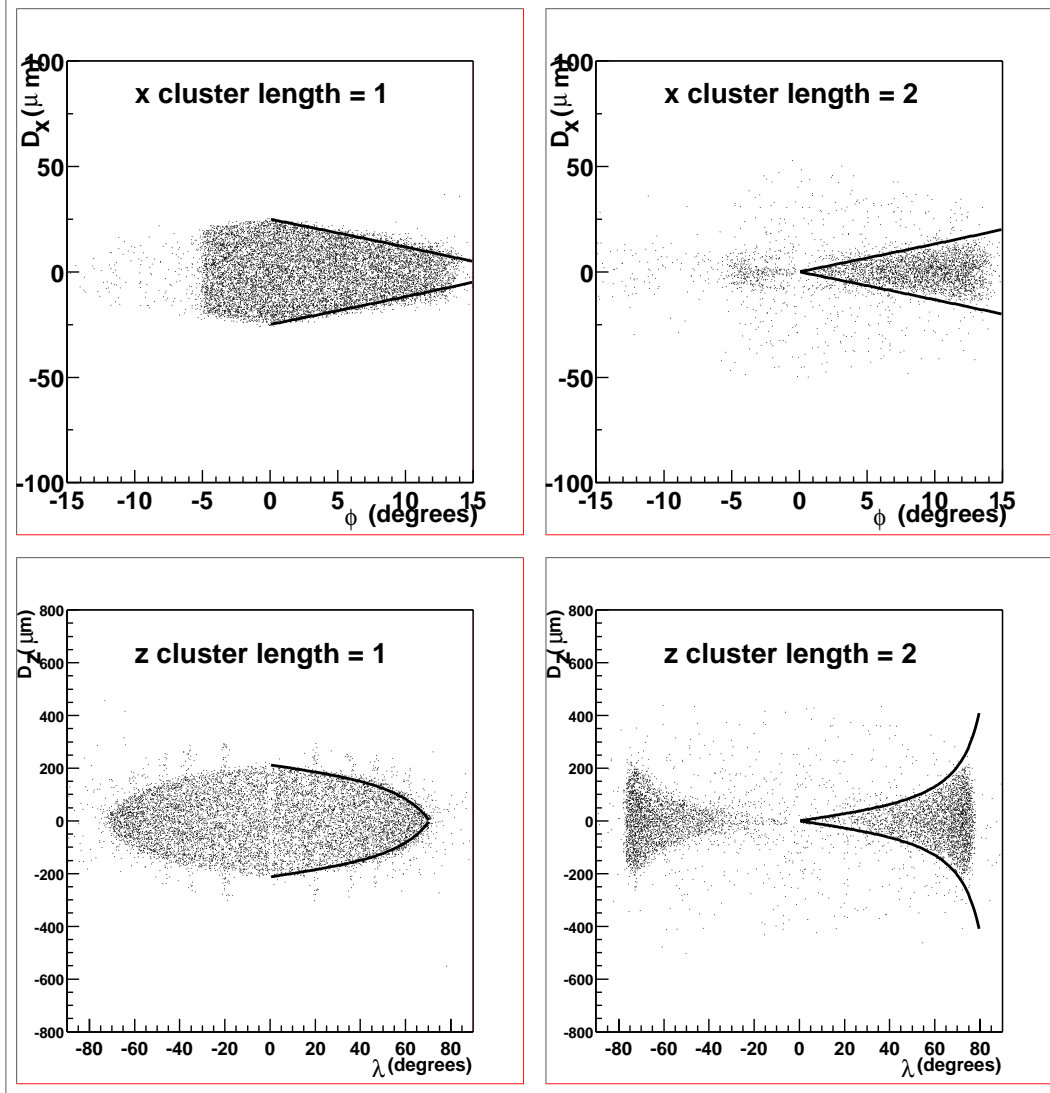 100
50
0
-50
-100
D_x (μ m)
x cluster length = 1
-15 -10 -5 0 5 10 15
ϕ (degrees)
100
50
0
-50
-100
D_x (μ m)
x cluster length = 2
-15 -10 -5 0 5 10 15
ϕ (degrees)
800
600
400
200
0
-200
-400
-600
-800
D_z (μm)
z cluster length = 1
-80 -60 -40 -20 0 20 40 60 80
λ (degrees)
800
600
400
200
0
-200
-400
-600
-800
D_z (μm)
z cluster length = 2
-80 -60 -40 -20 0 20 40 60 80
λ (degrees)